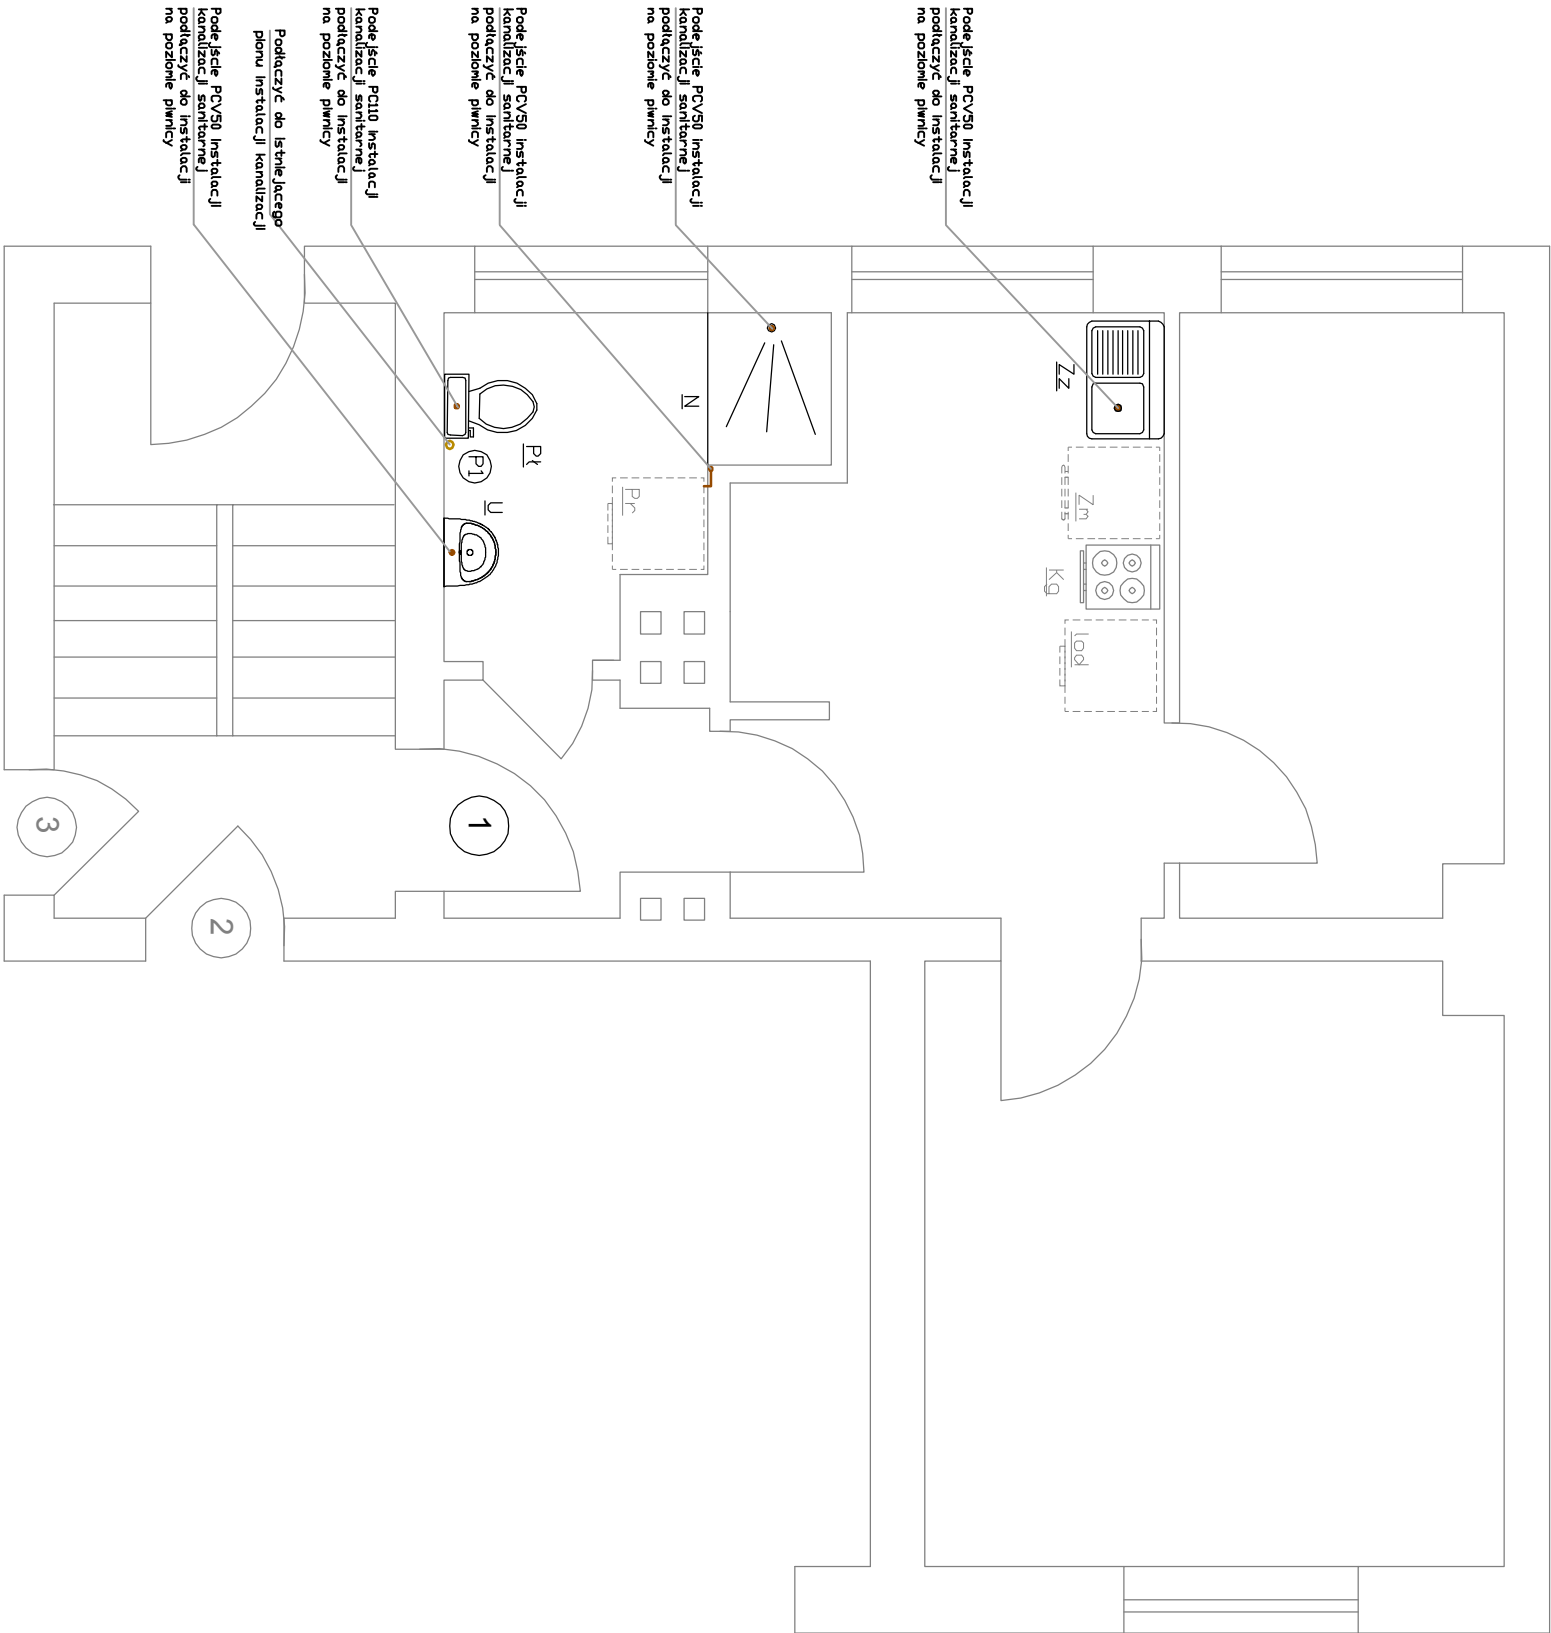 Podejście PCV50 instalacji
kanalizacji sanitarnej
podłączyć do instalacji
na poziomie piwnicy
Podejście PCV50 instalacji
kanalizacji sanitarnej
podłączyć do instalacji
na poziomie piwnicy
Podejście PCV50 instalacji
kanalizacji sanitarnej
podłączyć do instalacji
na poziomie piwnicy
Podejście PC110 instalacji
kanalizacji sanitarnej
podłączyć do instalacji
na poziomie piwnicy
Podłaczyć do istniejacego
pionu instalacji kanalizacji
Podejście PCV50 instalacji
kanalizacji sanitarnej
podłączyć do instalacji
na poziomie piwnicy
Zz
N
Pł
P1
U
Pr
Zm
Kg
lod
1
2
3